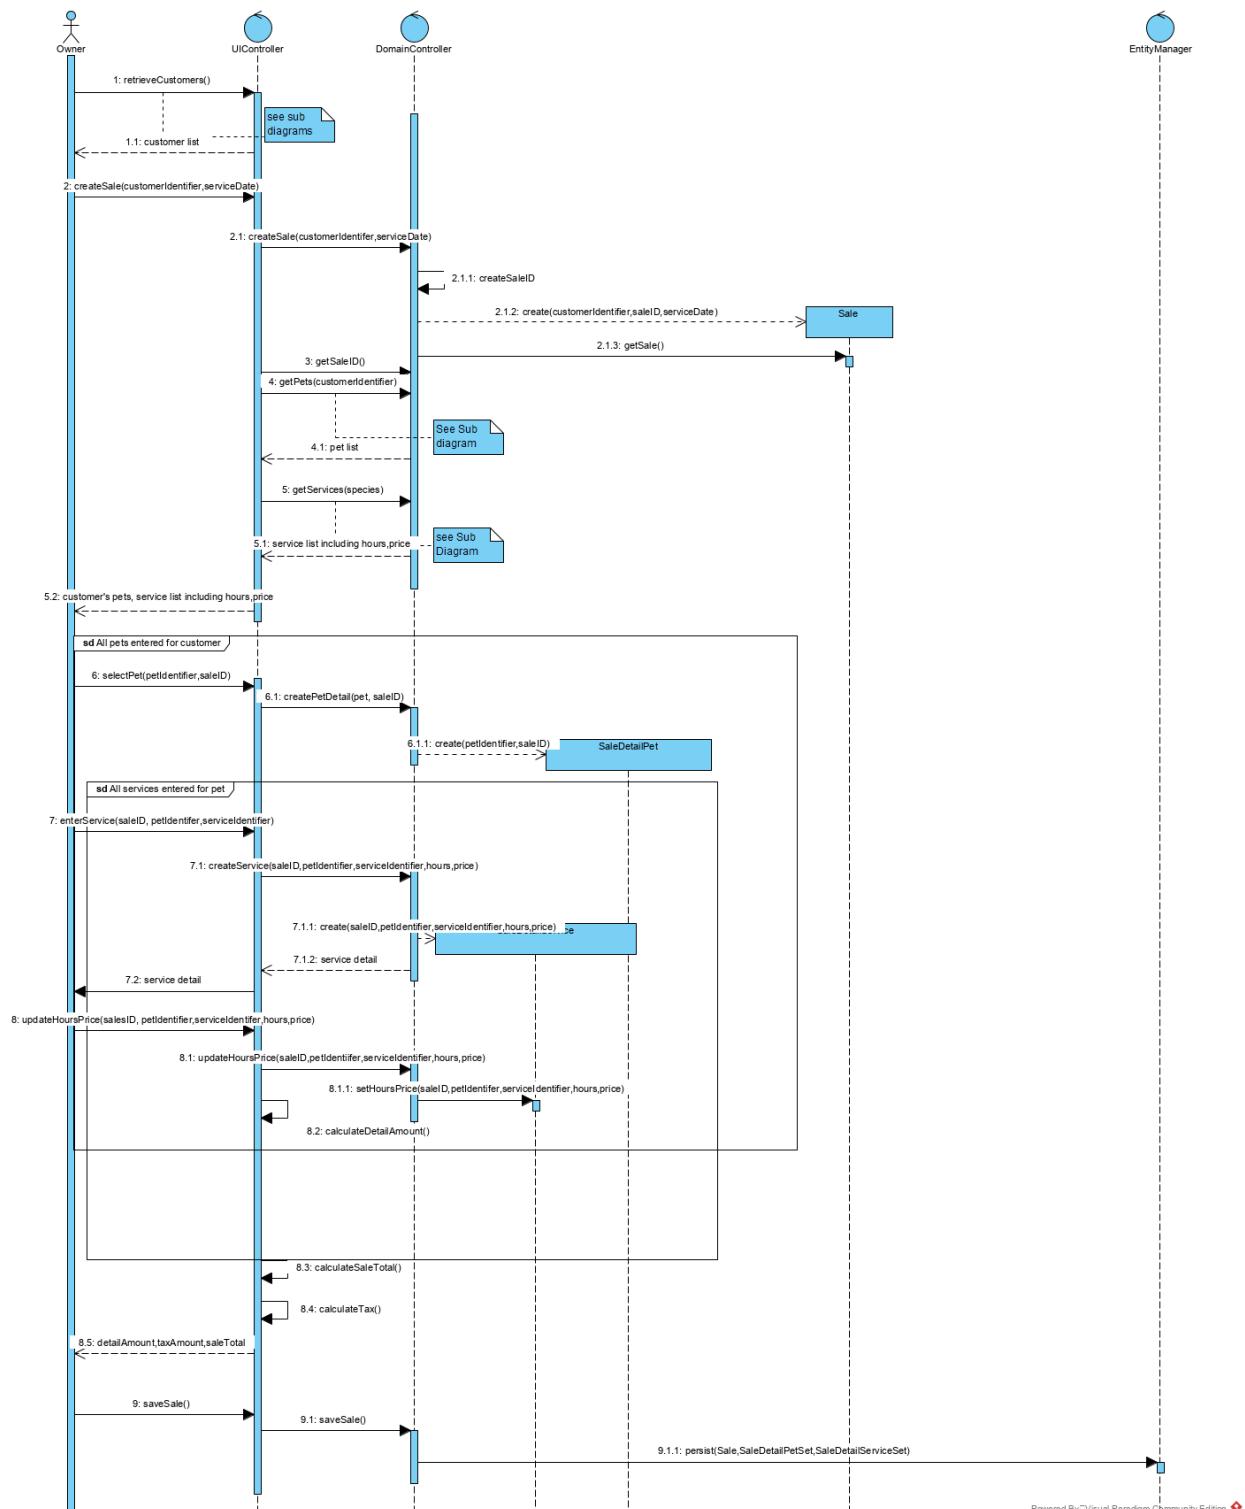 Owner
UIController
DomainController
EntityManager
1: retrieveCustomers()
see sub
diagrams
1.1: customer list
2: createSale(customerIdentifier,serviceDate)
2.1: createSale(customerIdentifer,serviceDate)
2.1.1: createSaleID
2.1.2: create(customerIdentifier,saleID,serviceDate)
Sale
2.1.3: getSale()
3: getSaleID()
4: getPets(customerIdentifier)
See Sub
diagram
4.1: pet list
5: getServices(species)
see Sub
Diagram
5.1: service list including hours,price
5.2: customer's pets, service list including hours,price
sd All pets entered for customer
6: selectPet(petIdentifier,saleID)
6.1: createPetDetail(pet, saleID)
6.1.1: create(petIdentifier,saleID)
SaleDetailPet
sd All services entered for pet
7: enterService(saleID, petIdentifer,serviceIdentifier)
7.1: createService(saleID,petIdentifier,serviceIdentifier,hours,price)
7.1.1: create(saleID,petIdentifier,serviceIdentifier,hours,price)
7.1.2: service detail
7.2: service detail
8: updateHoursPrice(salesID, petIdentifier,serviceIdentifer,hours,price)
8.1: updateHoursPrice(saleID,petIdentiifer,serviceIdentifer,hours,price)
8.1.1: setHoursPrice(saleID,petIdentifer,serviceIdentifier,hours,price)
8.2: calculateDetailAmount()
8.3: calculateSaleTotal()
8.4: calculateTax()
8.5: detailAmount,taxAmount,saleTotal
9: saveSale()
9.1: saveSale()
9.1.1: persist(Sale,SaleDetailPetSet,SaleDetailServiceSet)
Powered By Visual Paradigm Community Edition